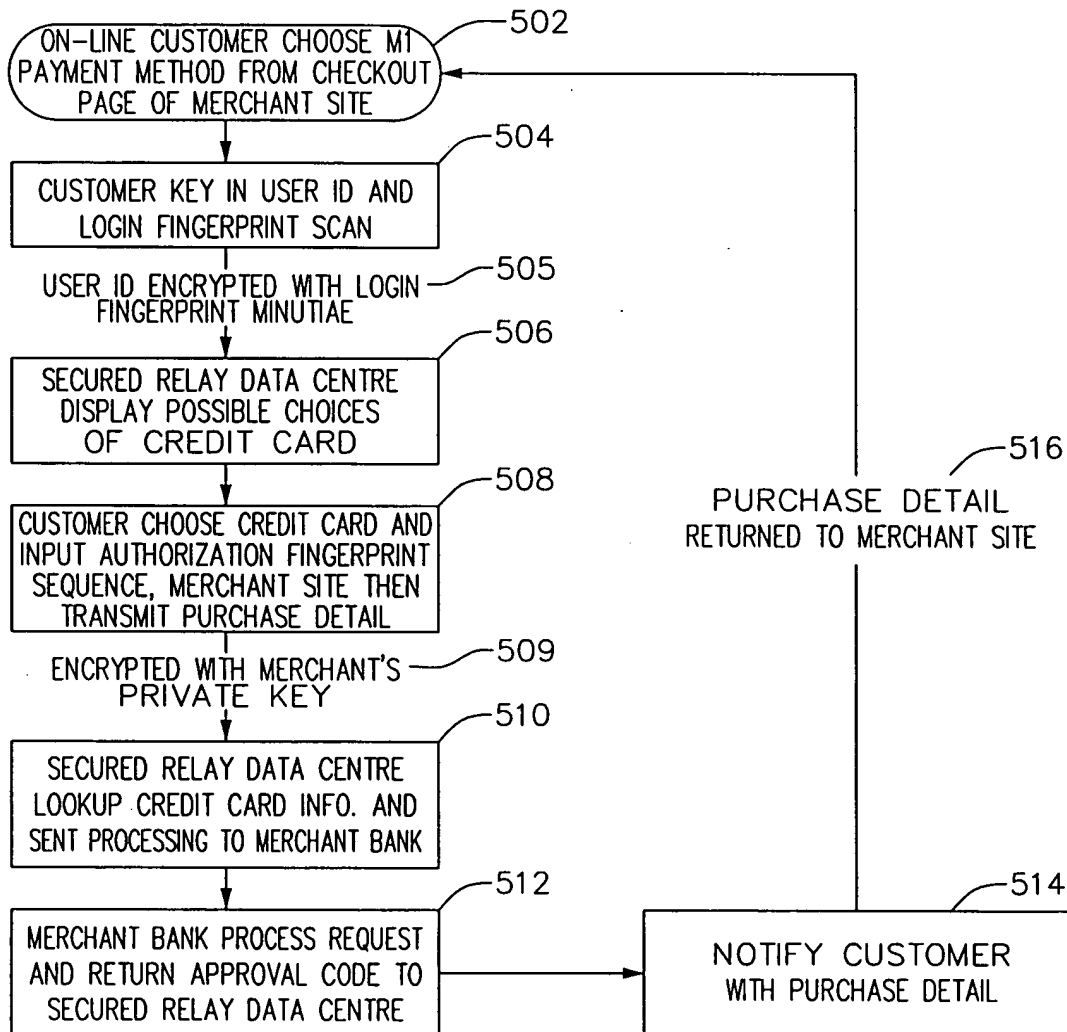 502
ON-LINE CUSTOMER CHOOSE M1
PAYMENT METHOD FROM CHECKOUT
PAGE OF MERCHANT SITE
504
CUSTOMER KEY IN USER ID AND
LOGIN FINGERPRINT SCAN
505
USER ID ENCRYPTED WITH LOGIN
FINGERPRINT MINUTIAE
506
SECURED RELAY DATA CENTRE
DISPLAY POSSIBLE CHOICES
OF CREDIT CARD
508
CUSTOMER CHOOSE CREDIT CARD AND
INPUT AUTHORIZATION FINGERPRINT
SEQUENCE, MERCHANT SITE THEN
TRANSMIT PURCHASE DETAIL
509
ENCRYPTED WITH MERCHANT'S
PRIVATE KEY
510
SECURED RELAY DATA CENTRE
LOOKUP CREDIT CARD INFO. AND
SENT PROCESSING TO MERCHANT BANK
512
MERCHANT BANK PROCESS REQUEST
AND RETURN APPROVAL CODE TO
SECURED RELAY DATA CENTRE
514
NOTIFY CUSTOMER
WITH PURCHASE DETAIL
516
PURCHASE DETAIL
RETURNED TO MERCHANT SITE